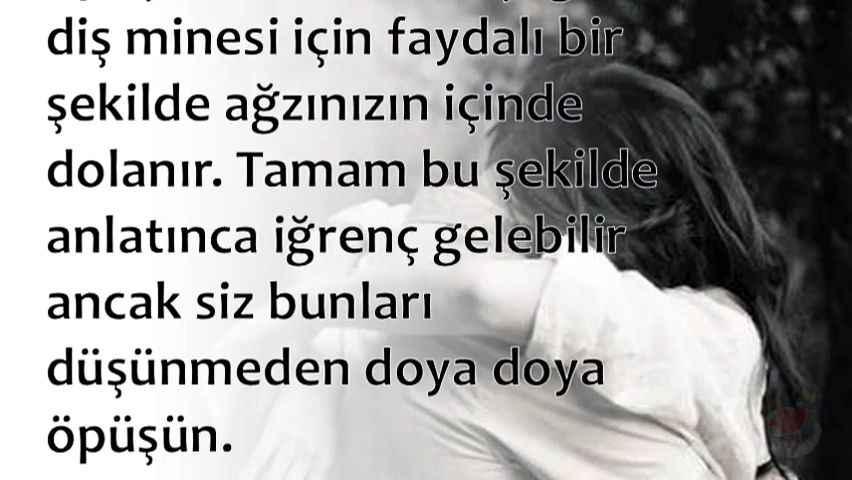 diş minesi için faydalı bir
şekilde ağzınızın içinde
dolanır. Tamam bu şekilde
anlatınca iğrenç gelebilir
ancak siz bunları
düşünmeden doya doya
öpüşün.